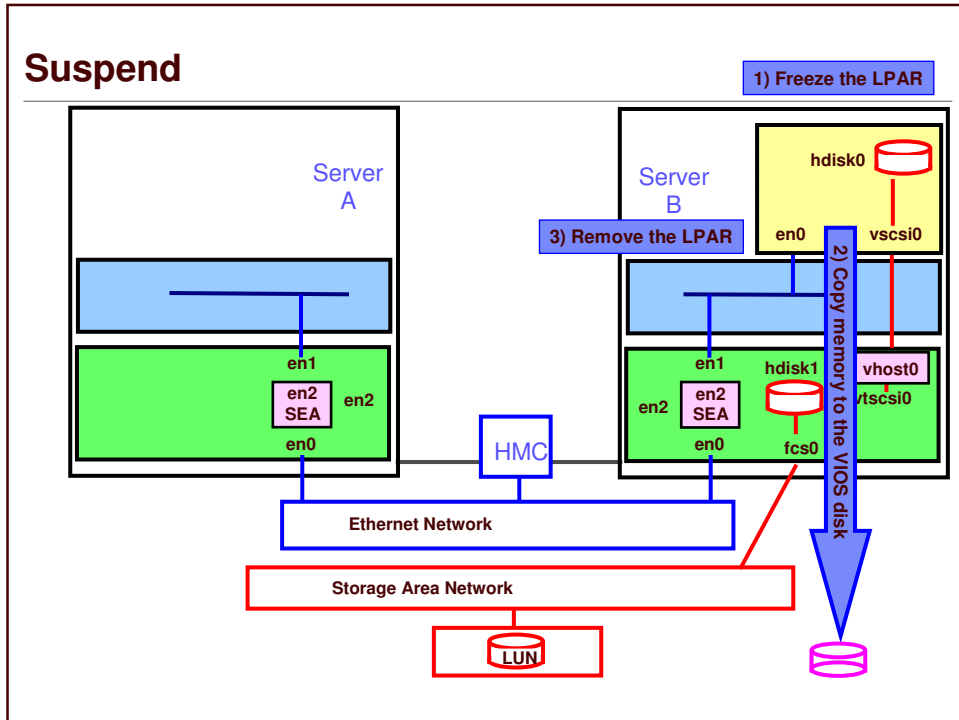 Suspend
1) Freeze the LPAR
Server
A
Server
B
hdisk0
3) Remove the LPAR
en0
vscsi0
2) Copy memory to the VIOS disk
en1
en2
SEA
en2
en0
en1
en2
en2
SEA
en0
hdisk1
fcs0
vhost0
vtscsi0
HMC
Ethernet Network
Storage Area Network
LUN